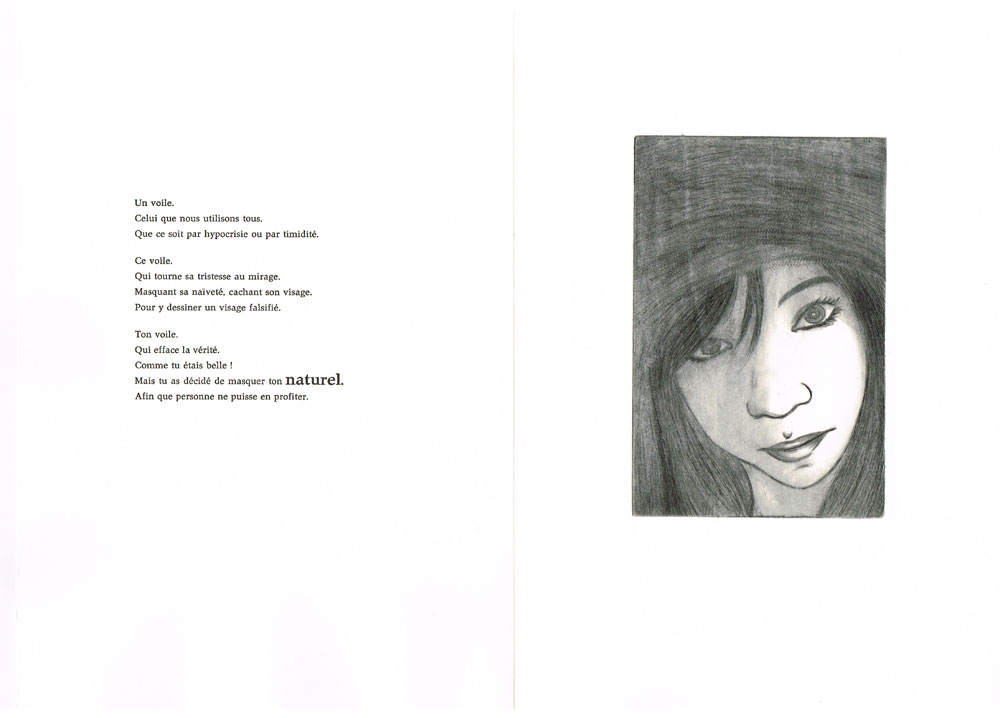 Un voile.
Celui que nous utilisons tous.
Que ce soit par hypocrisie ou par timidité.
Ce voile.
Qui tourne sa tristesse au mirage.
Masquant sa naïveté, cachant son visage.
Pour y dessiner un visage falsifié.
Ton voile.
Qui efface la vérité.
Comme tu étais belle !
Mais tu as décidé de masquer ton naturel.
Afin que personne ne puisse en profiter.